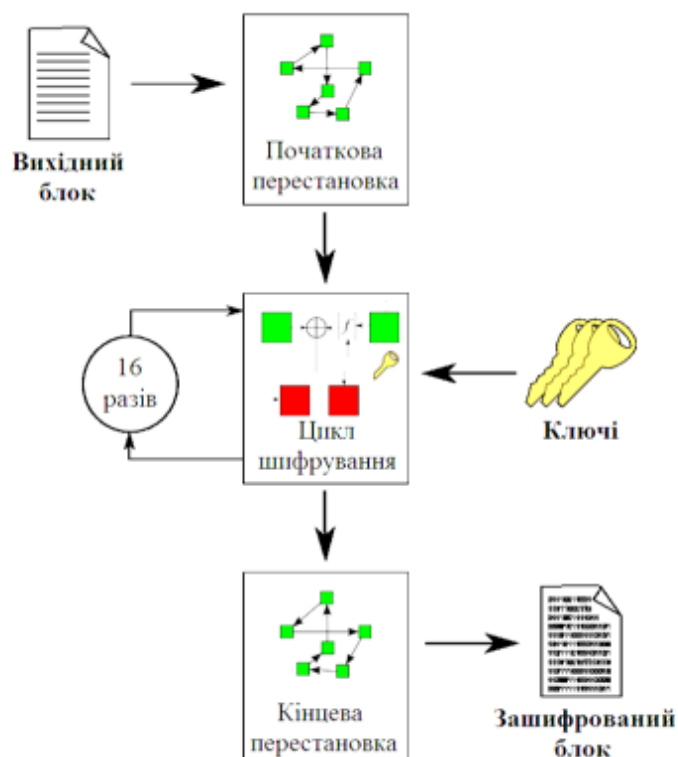 Вихідний
блок
Початкова
перестановка
16
разів
f
Цикл
шифрування
Ключі
Кінцева
перестановка
Зашифрований
блок